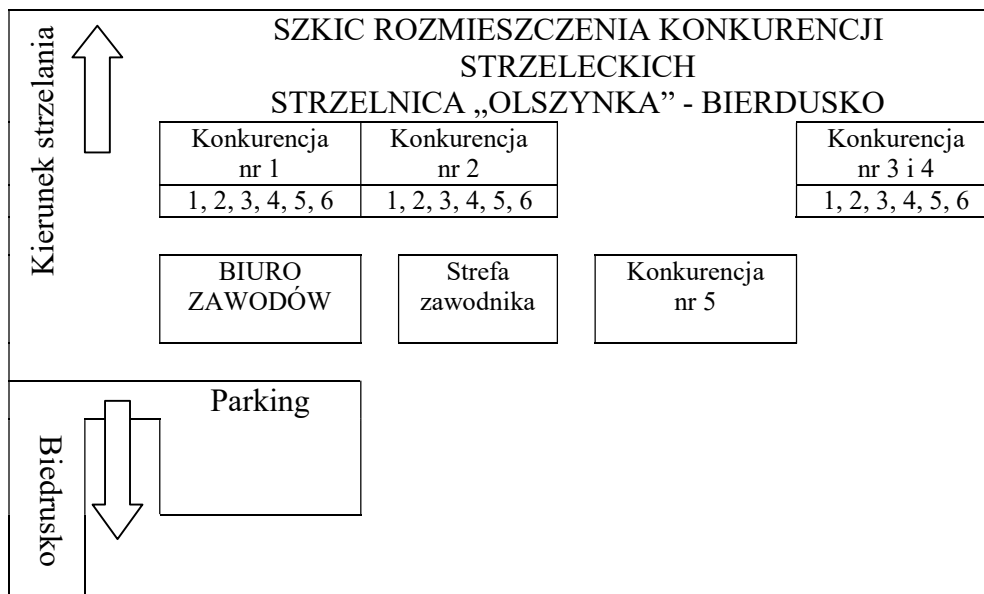 SZKIC ROZMIESZCZENIA KONKURENCJI
STRZELECKICH
STRZELNICA „OLSZYNKA” - BIERDUSKO
Kierunek strzelania
Konkurencja
nr 1
1, 2, 3, 4, 5, 6
Konkurencja
nr 2
1, 2, 3, 4, 5, 6
Konkurencja
nr 3 i 4
1, 2, 3, 4, 5, 6
BIURO
ZAWODÓW
Strefa
zawodnika
Konkurencja
nr 5
Parking
Biedrusko